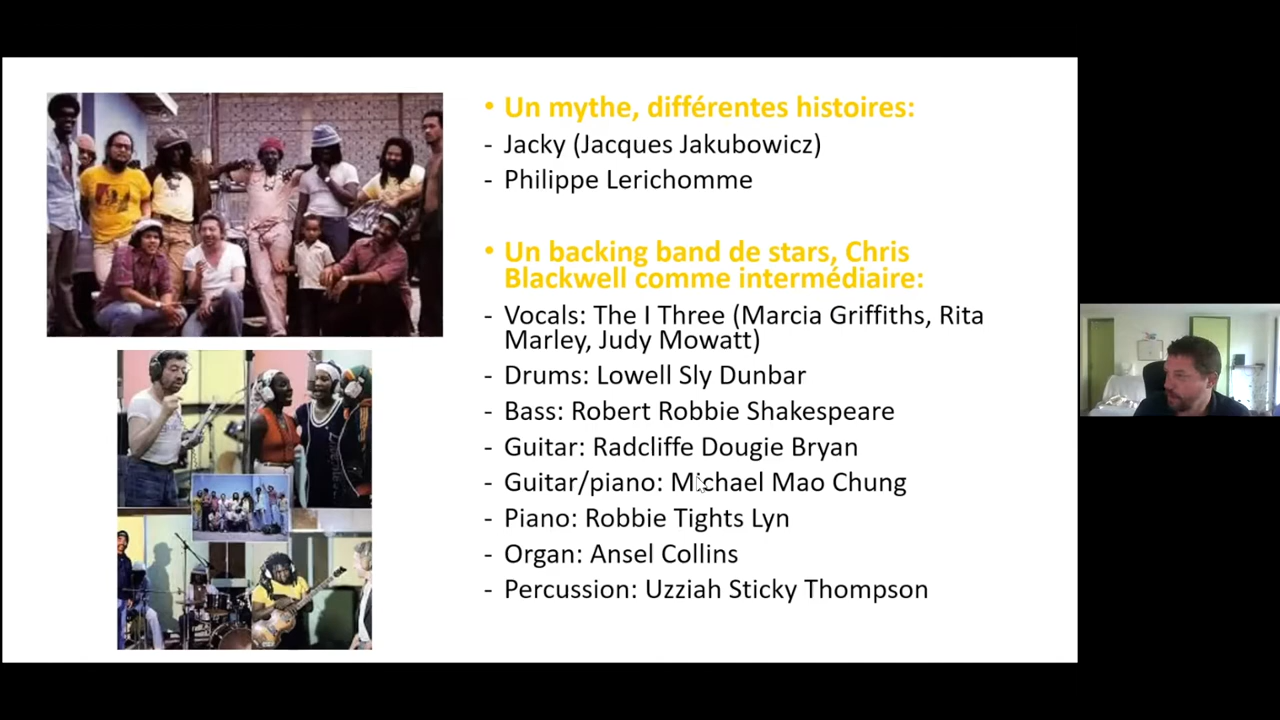 • Un mythe, différentes histoires:
- Jacky (Jacques Jakubowicz)
- Philippe Lerichomme
• Un backing band de stars, Chris
Blackwell comme intermédiaire:
- Vocals: The I Three (Marcia Griffiths, Rita
Marley, Judy Mowatt)
- Drums: Lowell Sly Dunbar
- Bass: Robert Robbie Shakespeare
- Guitar: Radcliffe Dougie Bryan
- Guitar/piano: Michael Mao Chung
- Piano: Robbie Tights Lyn
- Organ: Ansel Collins
- Percussion: Uzziah Sticky Thompson